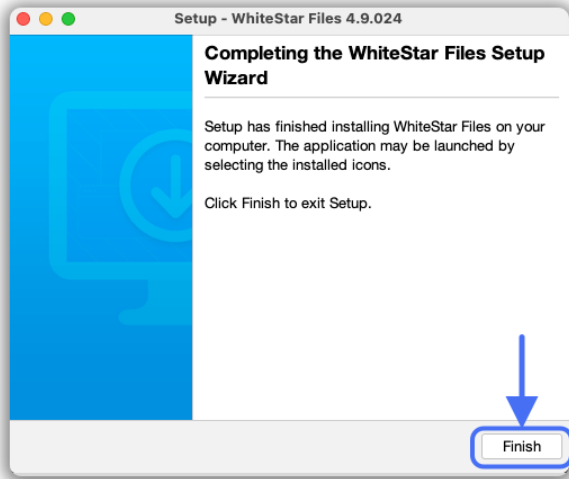 Setup - WhiteStar Files 4.9.024
Completing the WhiteStar Files Setup
Wizard
Setup has finished installing WhiteStar Files on your
computer. The application may be launched by
selecting the installed icons.
Click Finish to exit Setup.
Finish